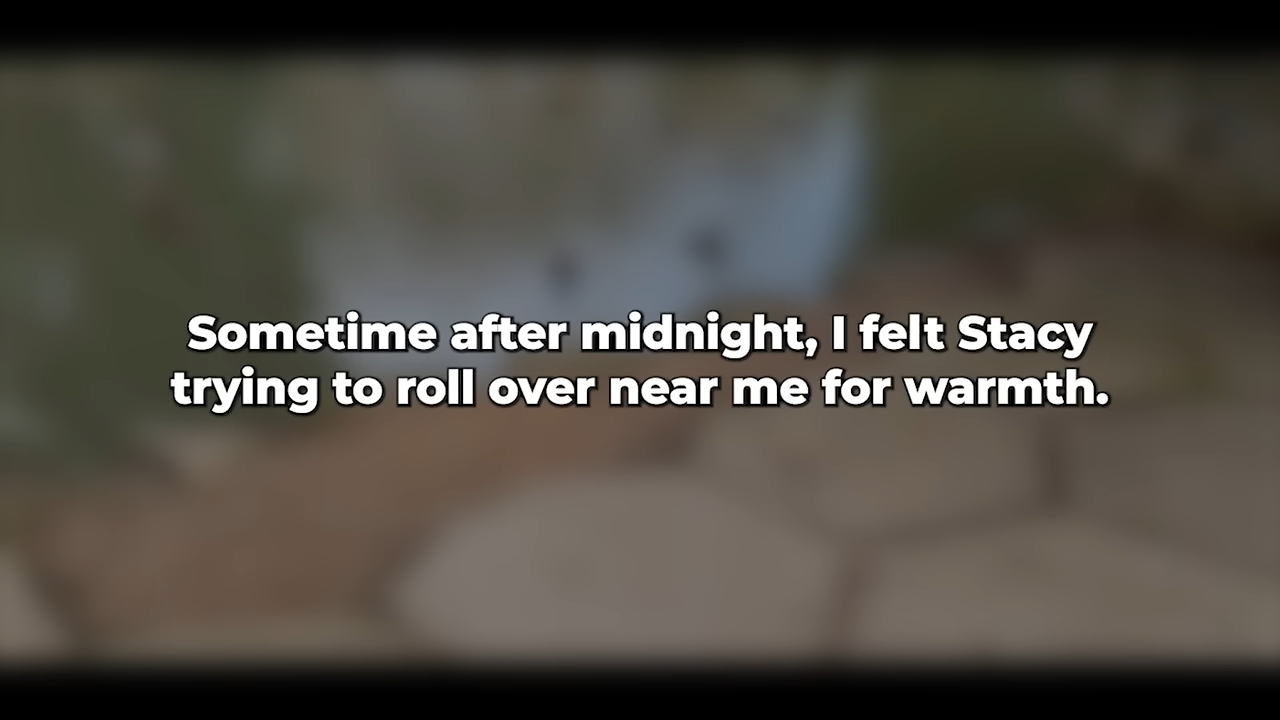 Sometime after midnight, I felt Stacy
trying to roll over near me for warmth.